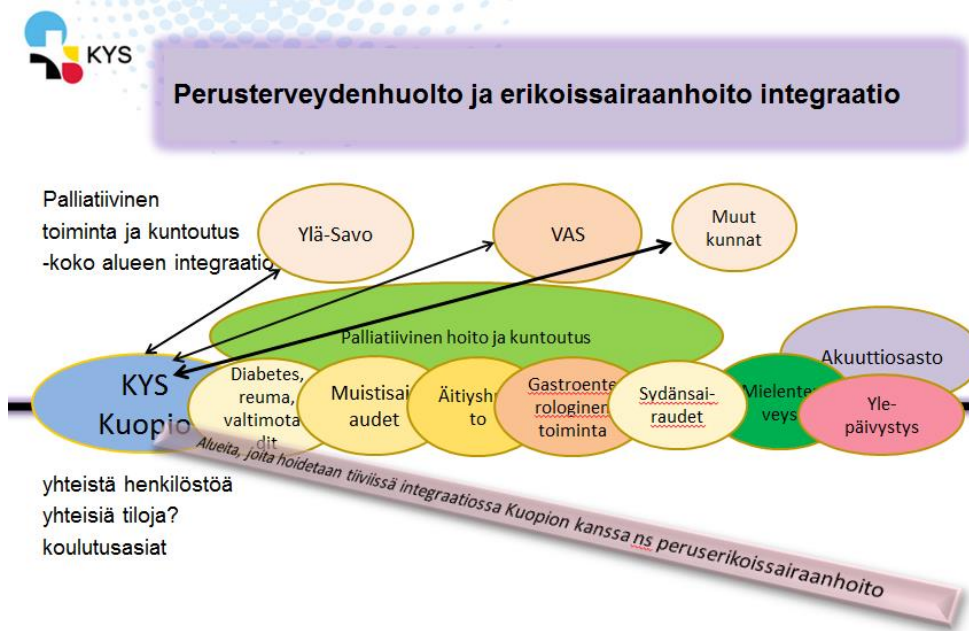 KYS
Perusterveydenhuolto ja erikoissairaanhoito integraatio
Palliatiivinen
toiminta ja kuntoutus
-koko alueen integraatio
Ylä-Savo
VAS
Muut
kunnat
Palliatiivinen hoito ja kuntoutus
Akuuttiosasto
KYS
Kuopio
Diabetes,
reuma,
valtimota
dit
Muistisai
audet
Äitiysh
to
Gastroente
rologinen
toiminta
Sydänsai-
raudet
Mielente
veys
Yle-
päivystys
Alueita, joita hoidetaan tiiviissä integraatiossa Kuopion kanssa ns peruserikoissairaanhoito
yhteistä henkilöstöä
yhteisiä tiloja?
koulutusasiat